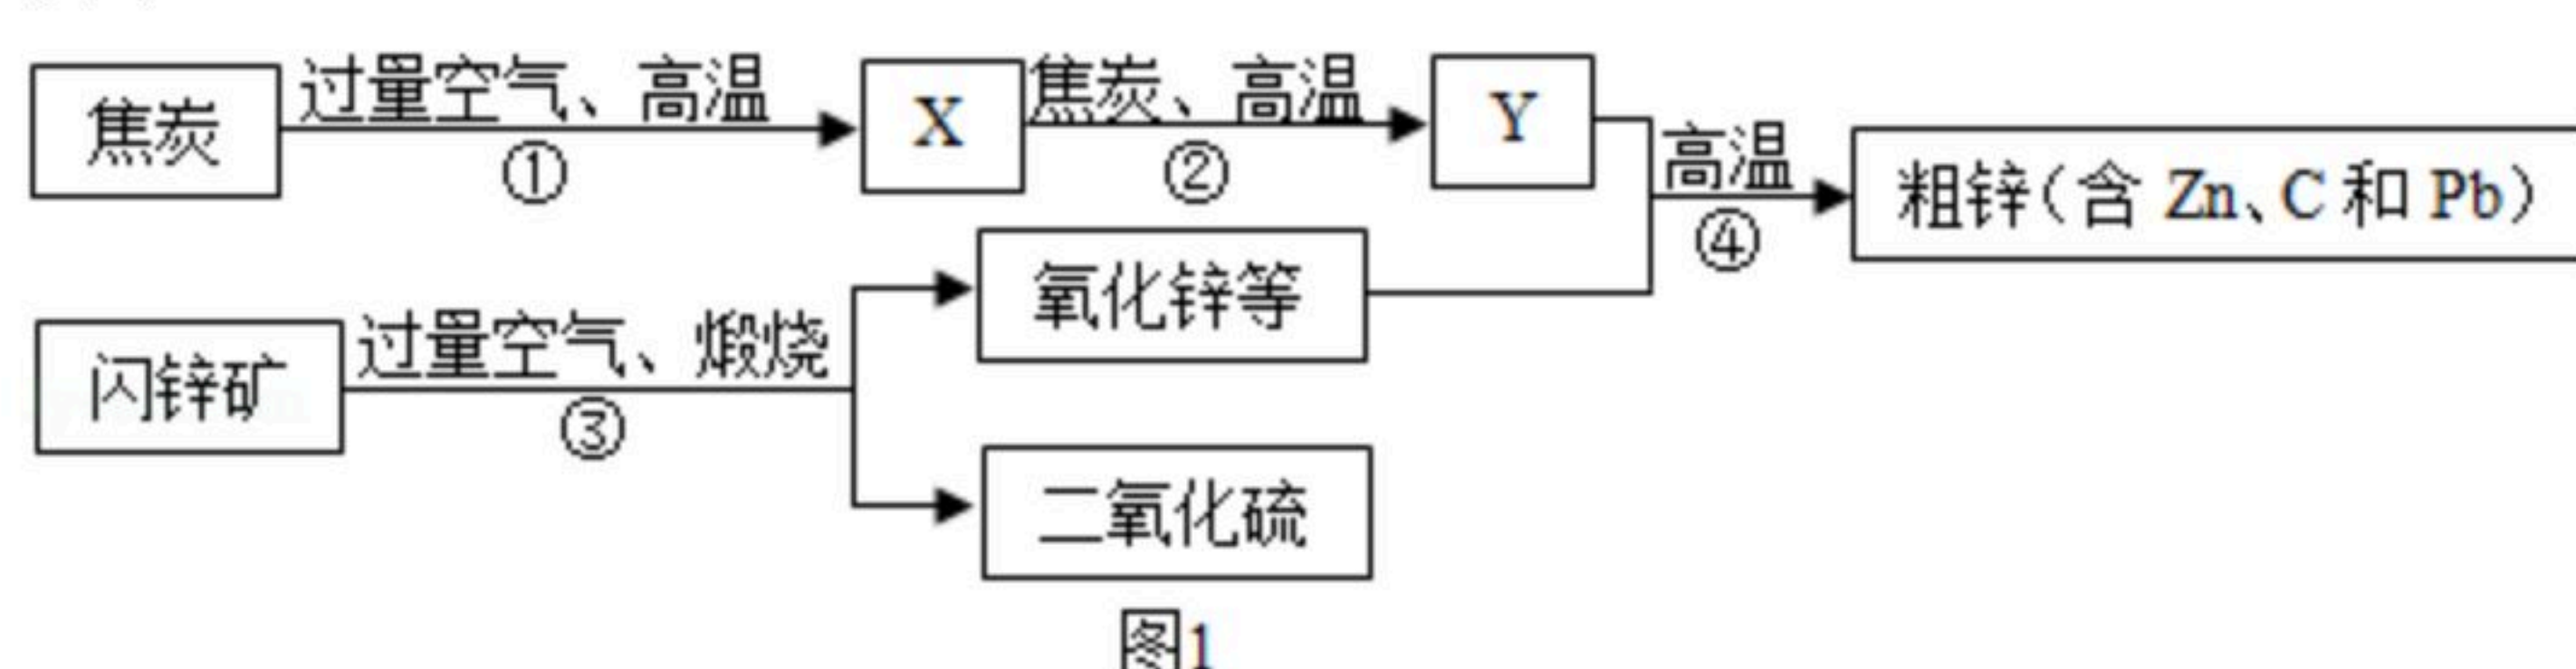 焦炭
过量空气、高温
①
X
焦炭、高温
②
Y
高温
④
粗锌(含 Zn、C 和 Pb)
闪锌矿
过量空气、煅烧
③
氧化锌等
二氧化硫
图1